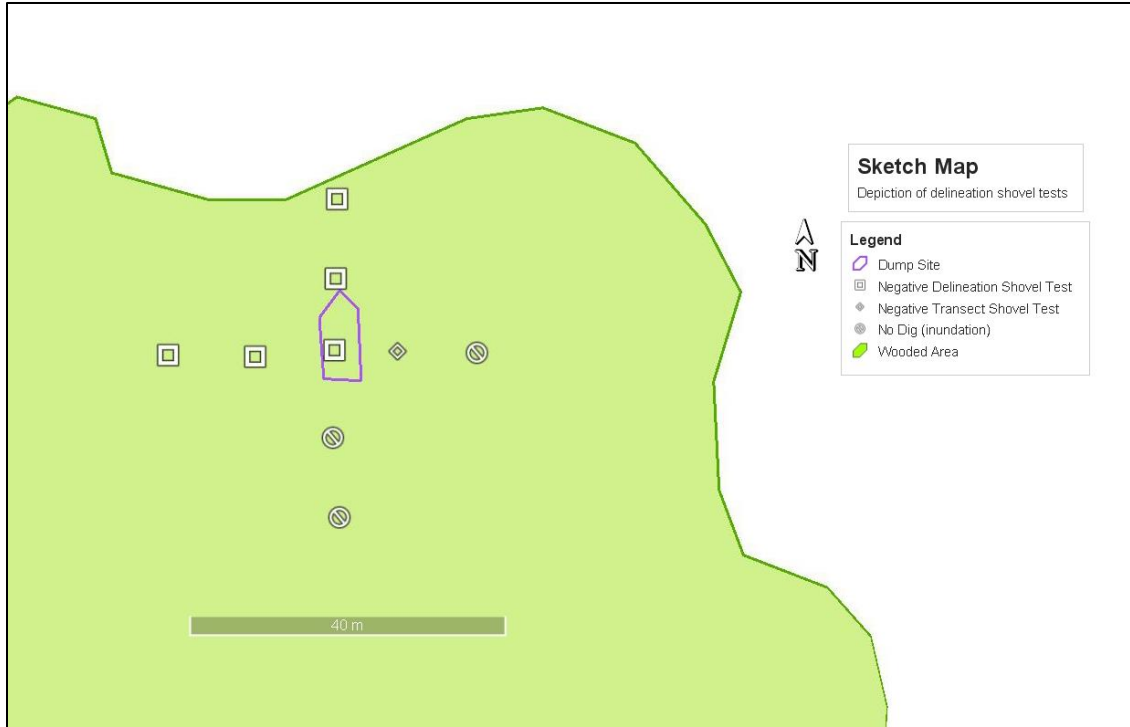 Sketch Map
Depiction of delineation shovel tests
N
Legend
Dump Site
Negative Delineation Shovel Test
Negative Transect Shovel Test
No Dig (inundation)
Wooded Area
40 m